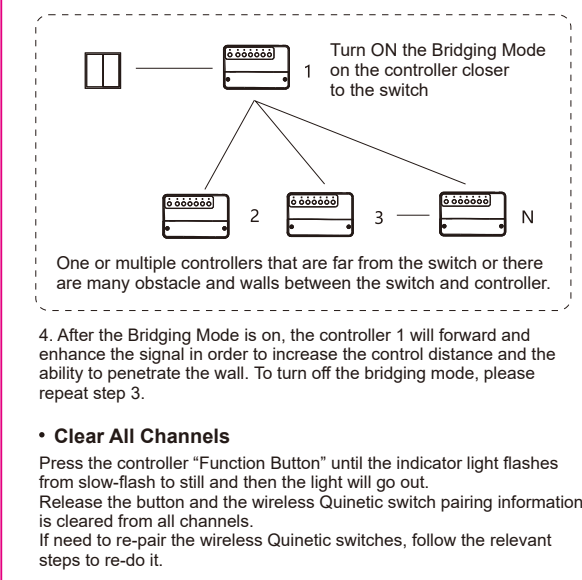 Turn ON the Bridging Mode
1 on the controller closer
to the switch
2
3
N
One or multiple controllers that are far from the switch or there
are many obstacle and walls between the switch and controller.
4. After the Bridging Mode is on, the controller 1 will forward and
enhance the signal in order to increase the control distance and the
ability to penetrate the wall. To turn off the bridging mode, please
repeat step 3.
• Clear All Channels
Press the controller “Function Button” until the indicator light flashes
from slow-flash to still and then the light will go out.
Release the button and the wireless Quinetic switch pairing information
is cleared from all channels.
If need to re-pair the wireless Quinetic switches, follow the relevant
steps to re-do it.